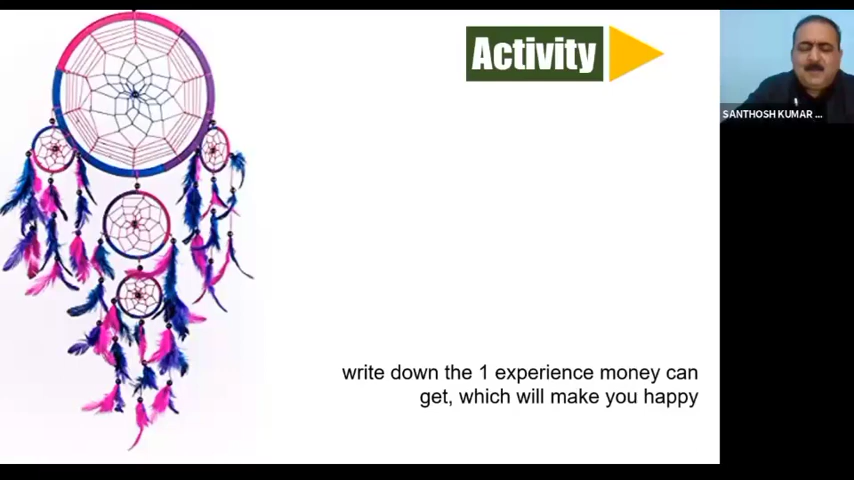 Activity
SANTHOSH KUMAR ...
write down the 1 experience money can
get, which will make you happy